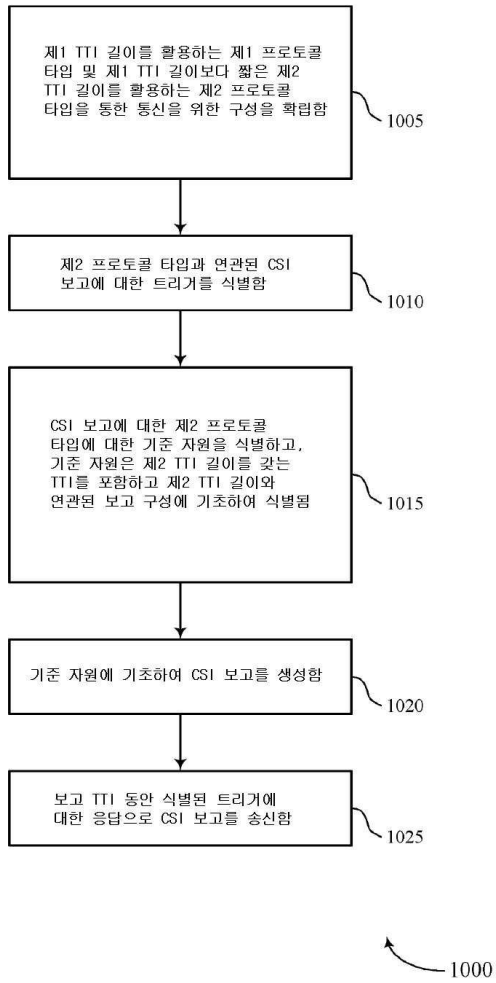 제1 TTI 길이를 활용하는 제1 프로토콜
타입 및 제1 TTI 길이보다 짧은 제2
TTI 길이를 활용하는 제2 프로토콜
타입을 통한 통신을 위한 구성을 확립함
1005
제2 프로토콜 타입과 연관된 CSI
보고에 대한 트리거를 식별함
1010
CSI 보고에 대한 제2 프로토콜
타입에 대한 기준 자원을 식별하고,
기준 자원은 제2 TTI 길이를 갖는
TTI를 포함하고 제2 TTI 길이와
연관된 보고 구성에 기초하여 식별됨
1015
기준 자원에 기초하여 CSI 보고를 생성함
1020
보고 TTI 동안 식별된 트리거에
대한 응답으로 CSI 보고를 송신함
1025
1000